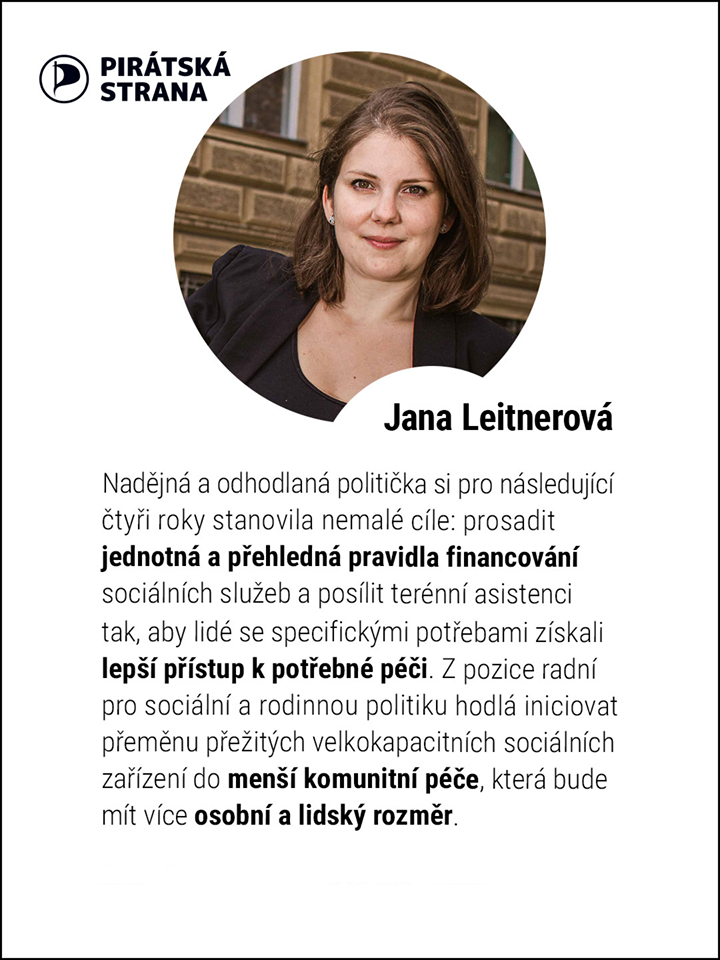 PIRÁTSKÁ
STRANA
Jana Leitnerová
Nadějná a odhodlaná politička si pro následující
čtyři roky stanovila nemalé cíle: prosadit
jednotná a přehledná pravidla financování
sociálních služeb a posílit terénní asistenci
tak, aby lidé se specifickými potřebami získali
lepší přístup k potřebné péči. Z pozice radní
pro sociální a rodinnou politiku hodlá iniciovat
přeměnu přežitých velkokapacitních sociálních
zařízení do menší komunitní péče, která bude
mít více osobní a lidský rozměr.